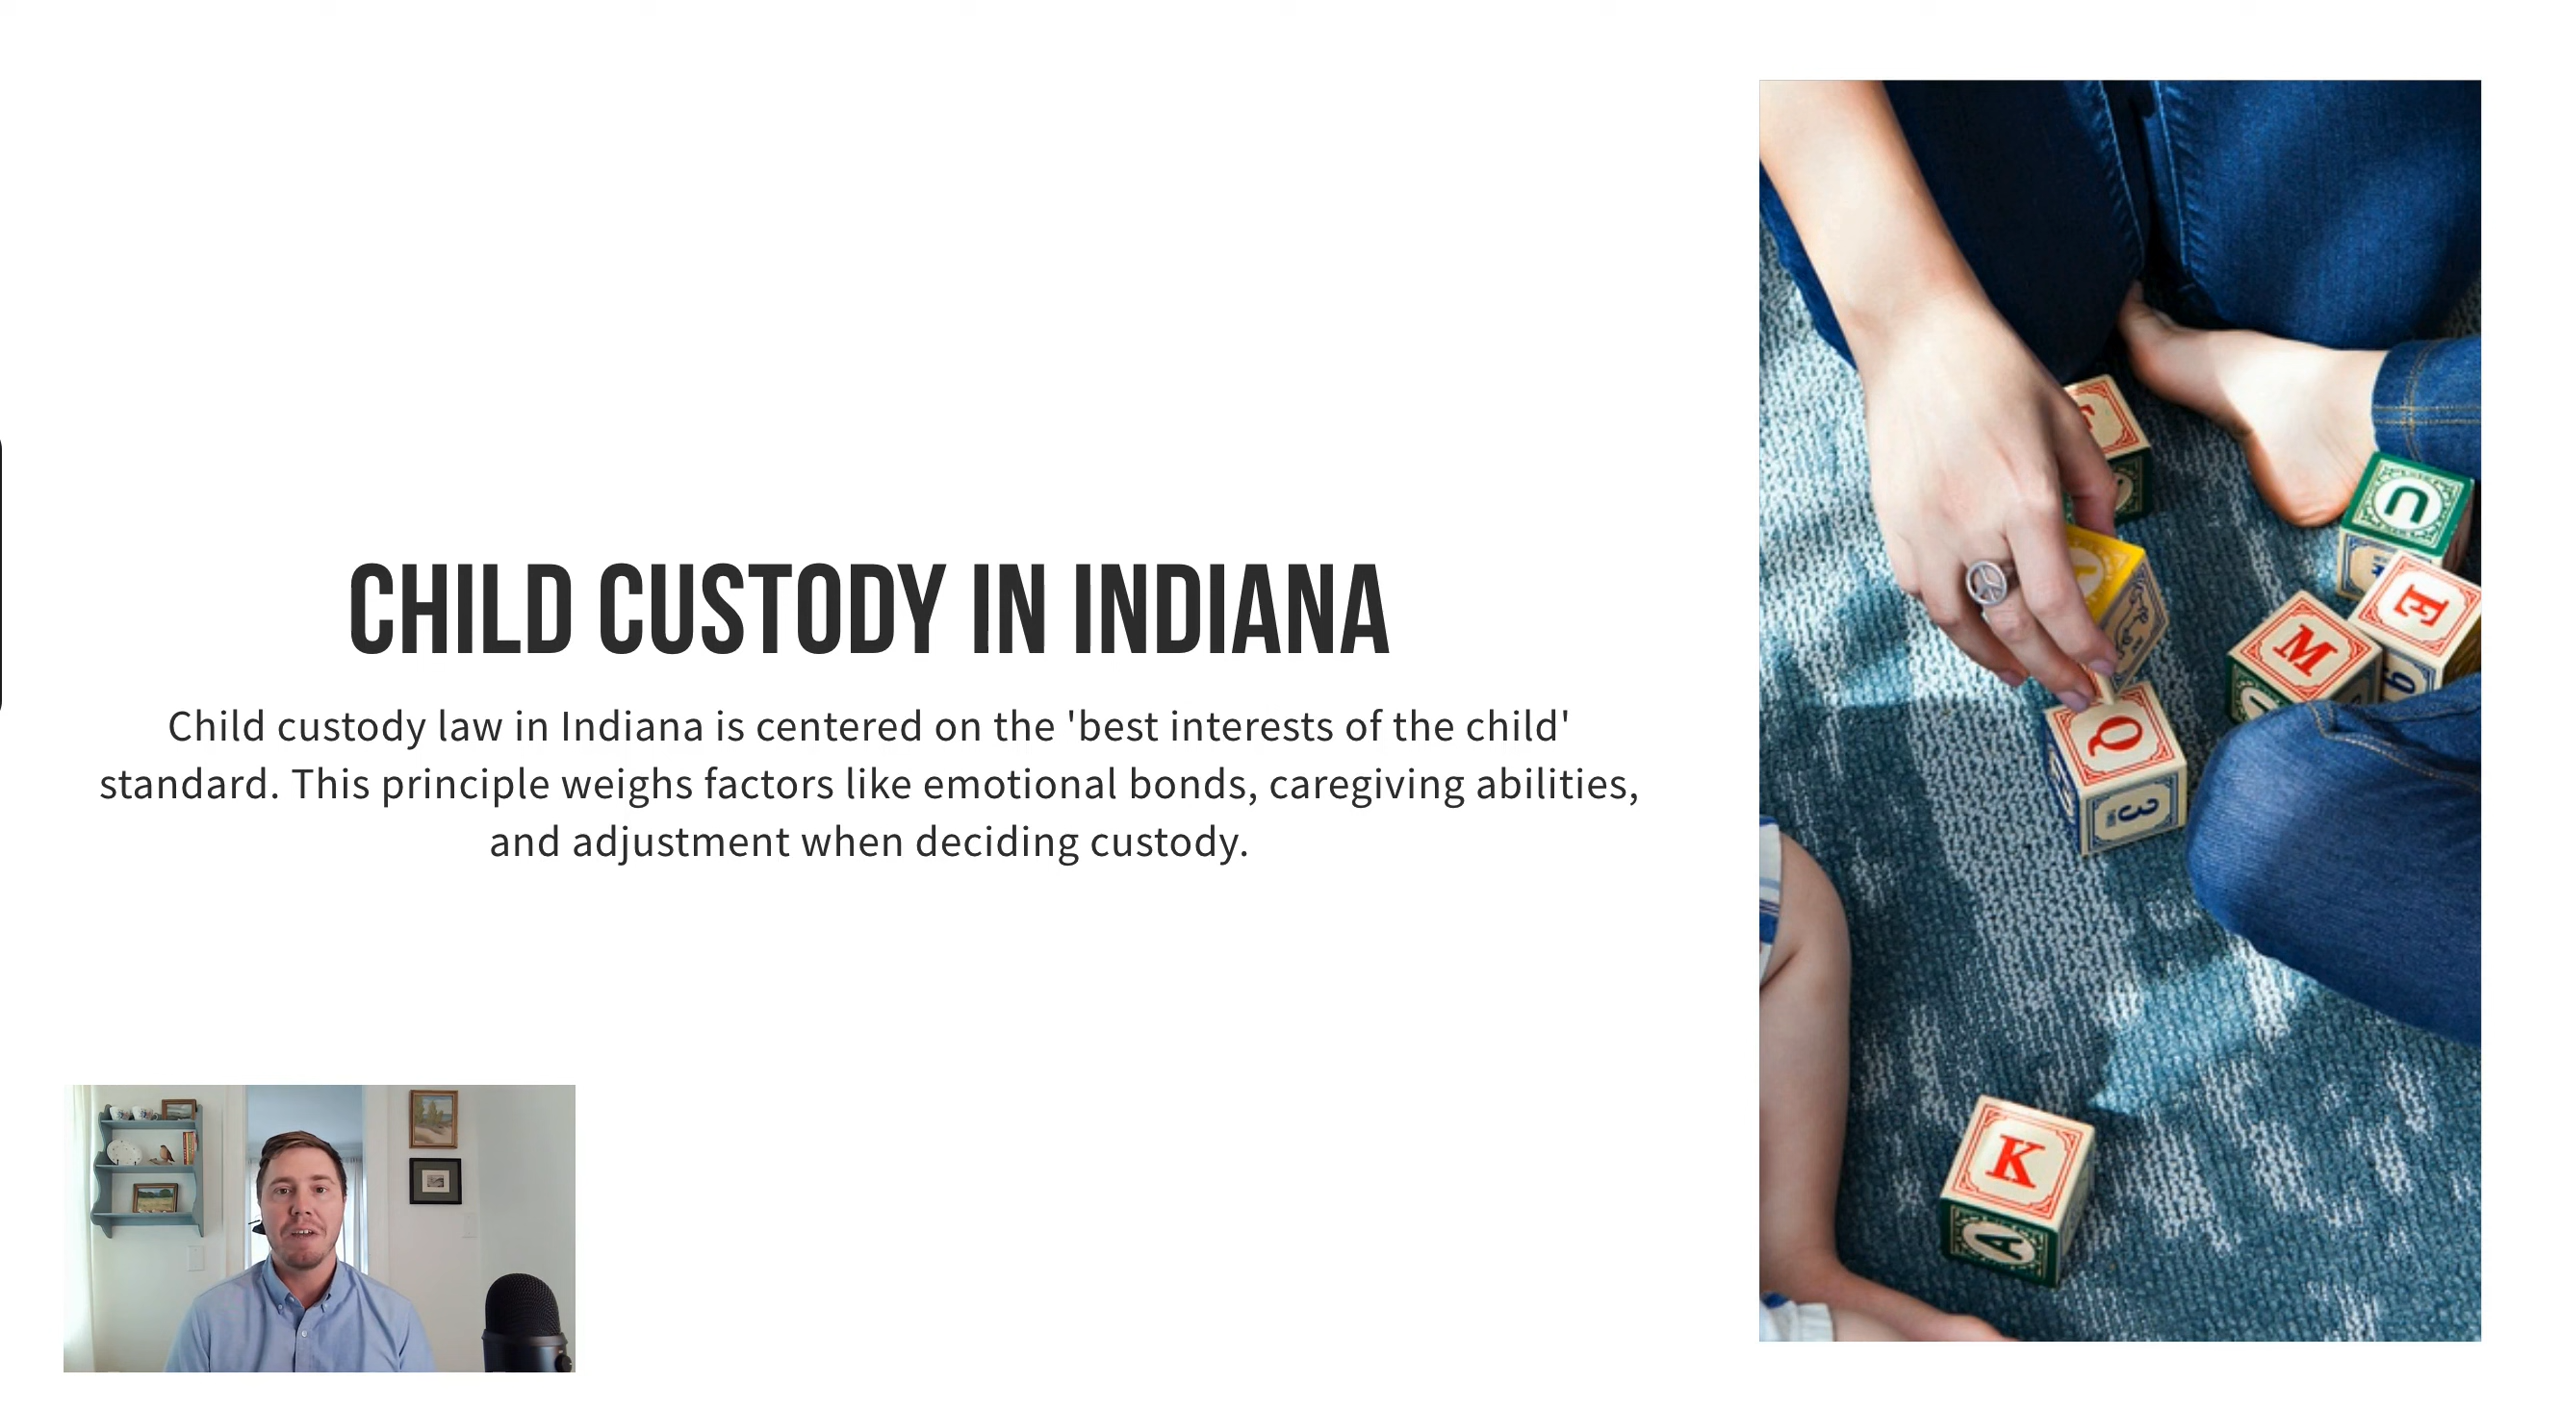 CHILD CUSTODY IN INDIANA
Child custody law in Indiana is centered on the 'best interests of the child'
standard. This principle weighs factors like emotional bonds, caregiving abilities,
and adjustment when deciding custody.
U
E
M
Q
3
K
A